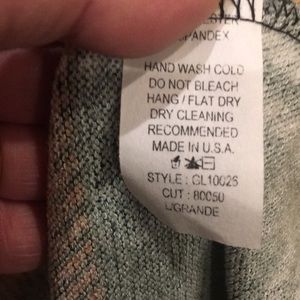 SPANDEX
HAND WASH COLD
DO NOT BLEACH
HANG / FLAT DRY
DRY CLEANING
RECOMMENDED
MADE IN U.S.A.
STYLE : GL10025
CUT : 80050
L/GRANDE